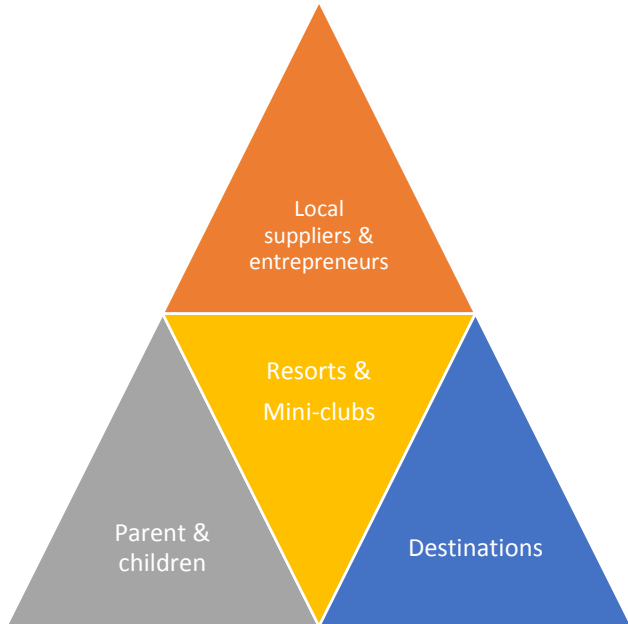 Local
suppliers &
entrepreneurs
Resorts &
Mini-clubs
Parent &
children
Destinations